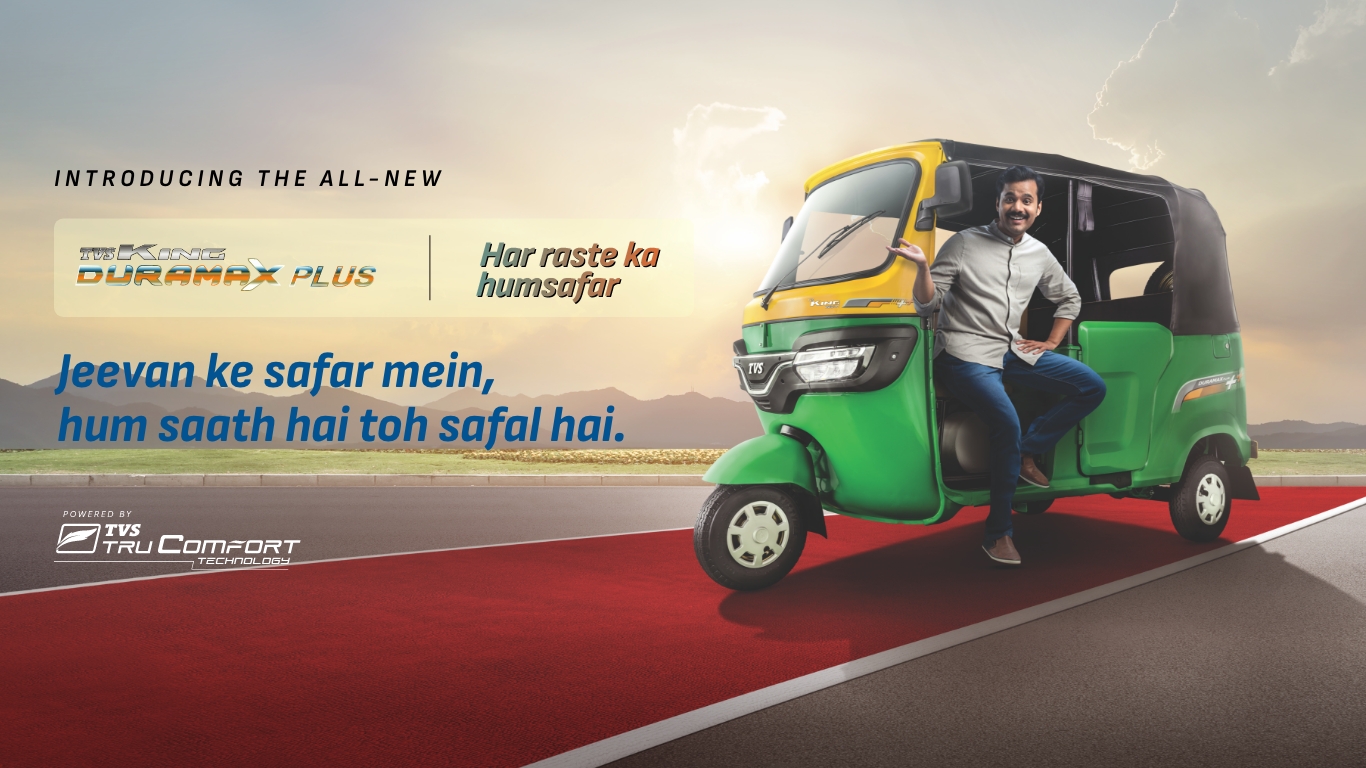 INTRODUCING THE ALL-NEW
TVS KING
DURAMAX PLUS
Har raste ka
humsafar
Jeevan ke safar mein,
hum saath hai toh safal hai.
POWERED BY
TVS
TRU COMFORT
TECHNOLOGY
KING
TVS
DURAMAX